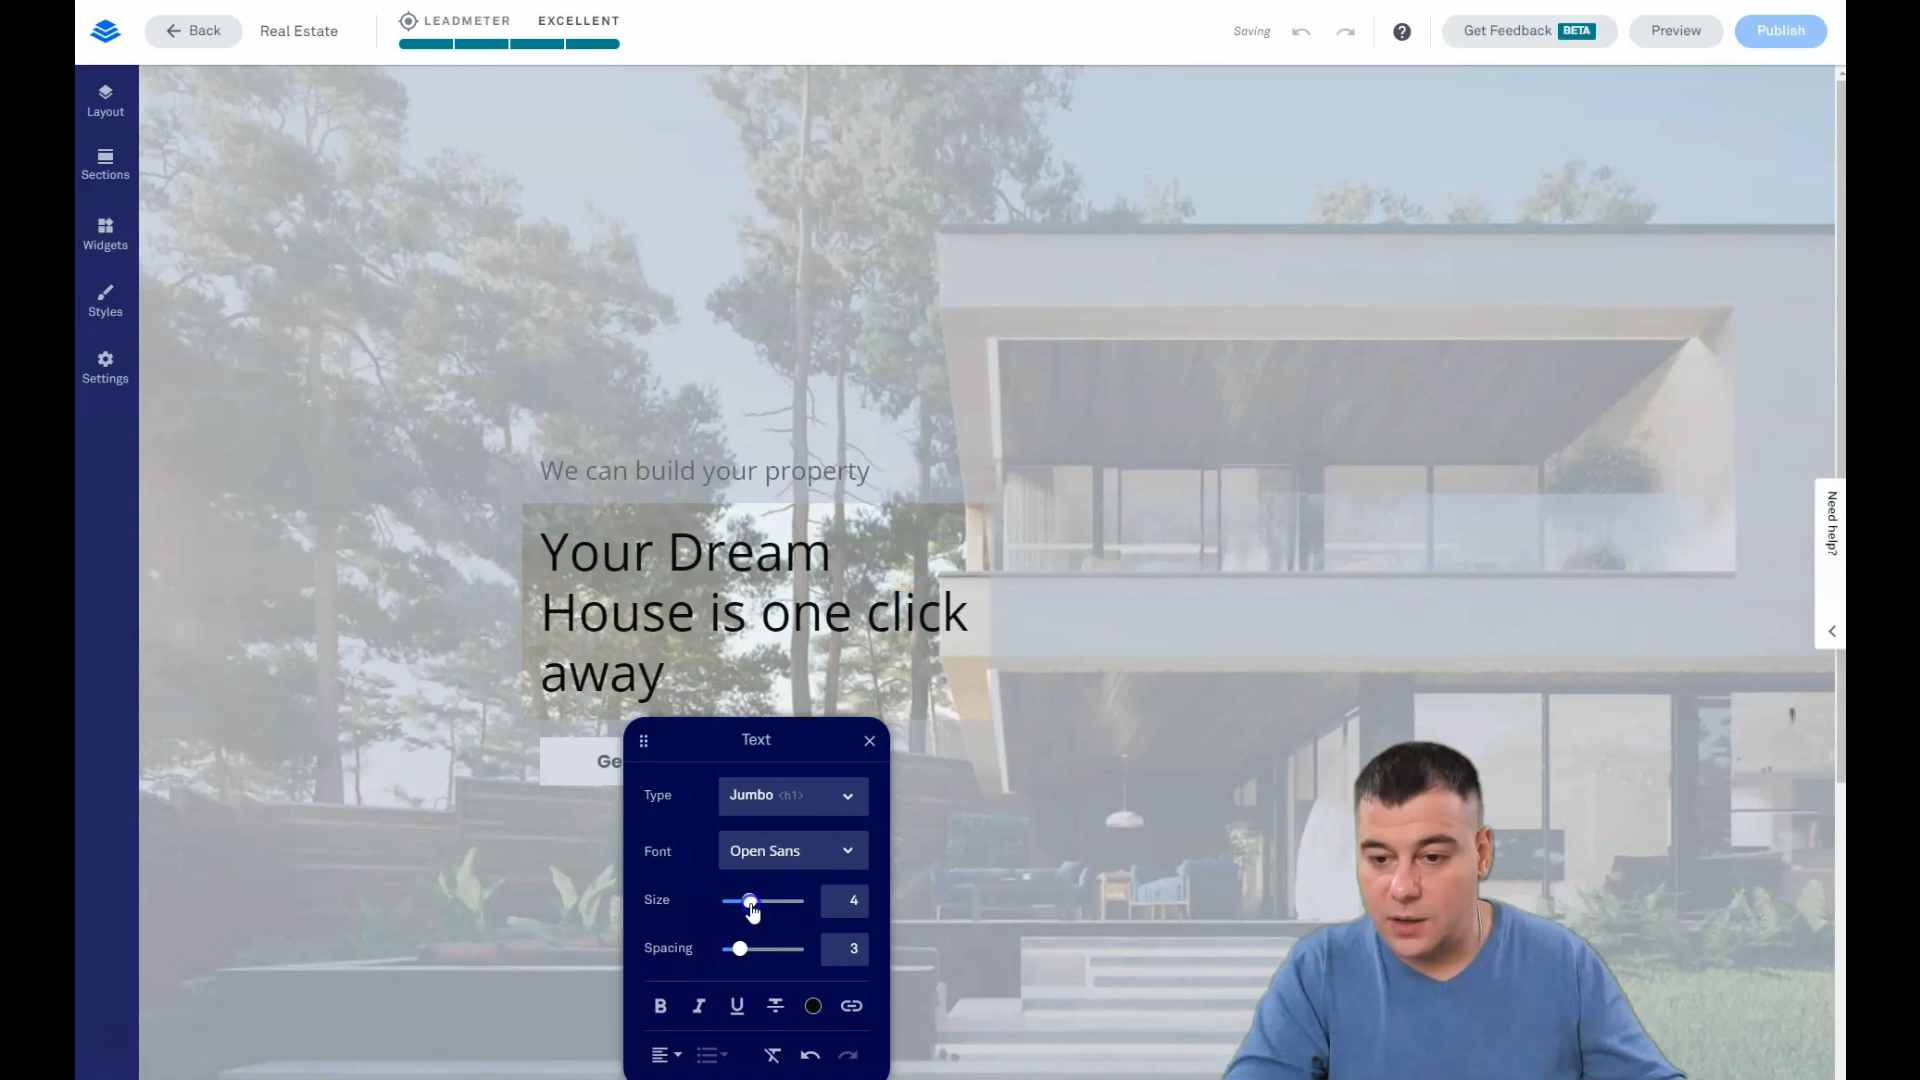 Back
Real Estate
LEADMETER EXCELLENT
Saving
Get Feedback BETA
Preview
Publish
Layout
Sections
Widgets
Styles
Settings
We can build your property
Your Dream
House is one click
away
Ge
Text
Type
Jumbo <h1>
Font
Open Sans
Size
4
Spacing
3
Need help?